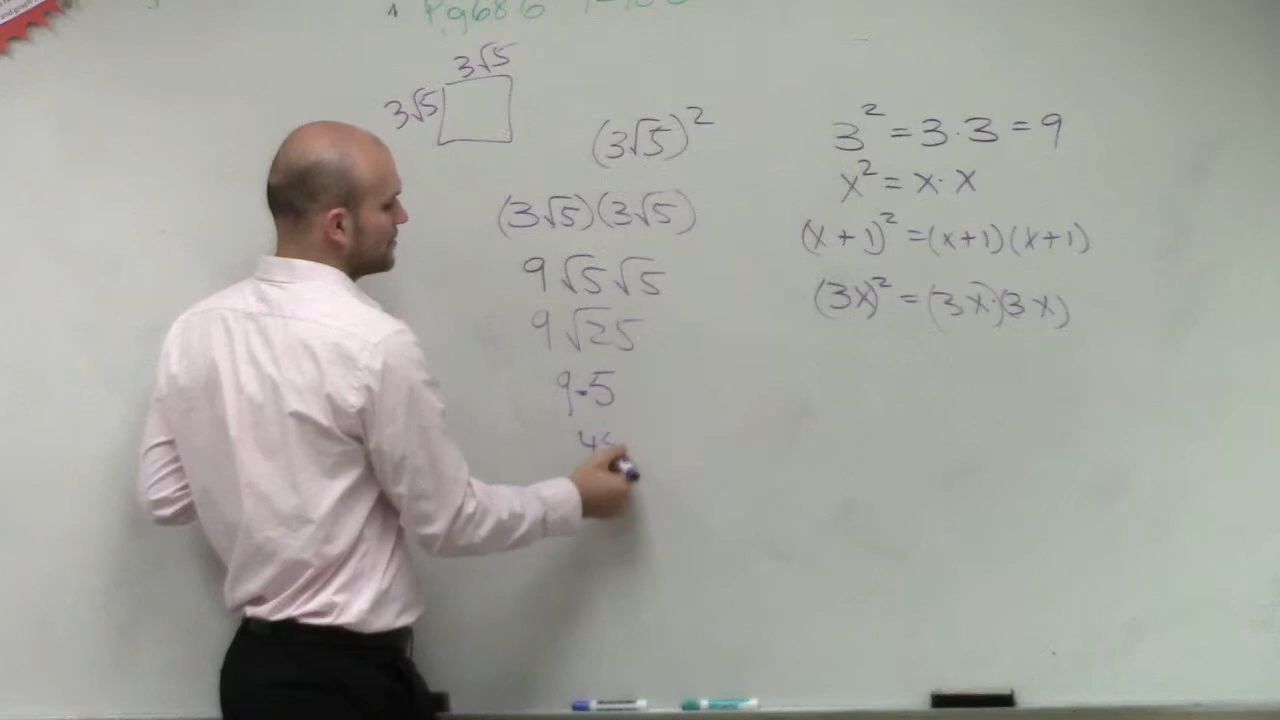 Pg686
3√5
3√5
(3√5)²
(3√5)(3√5)
9√5√5
9√25
9·5
3² = 3·3 = 9
x² = x·x
(x+1)² = (x+1)(x+1)
(3x)² = (3x)·(3x)